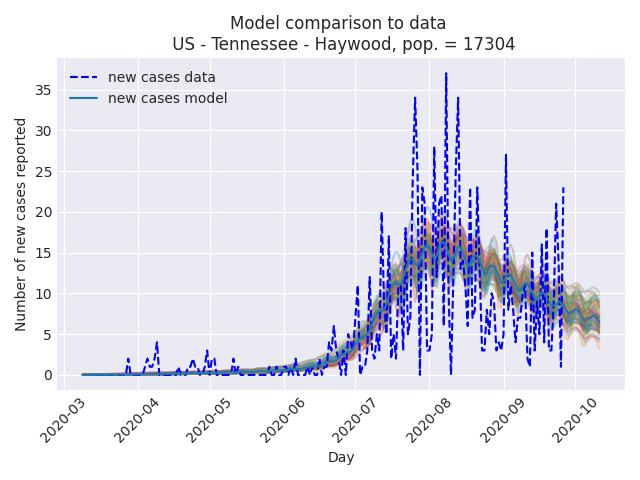 Model comparison to data
US - Tennessee - Haywood, pop. = 17304
new cases data
new cases model
Number of new cases reported
35
30
25
20
15
10
5
0
2020-03
2020-04
2020-05
2020-06
2020-07
2020-08
2020-09
2020-10
Day